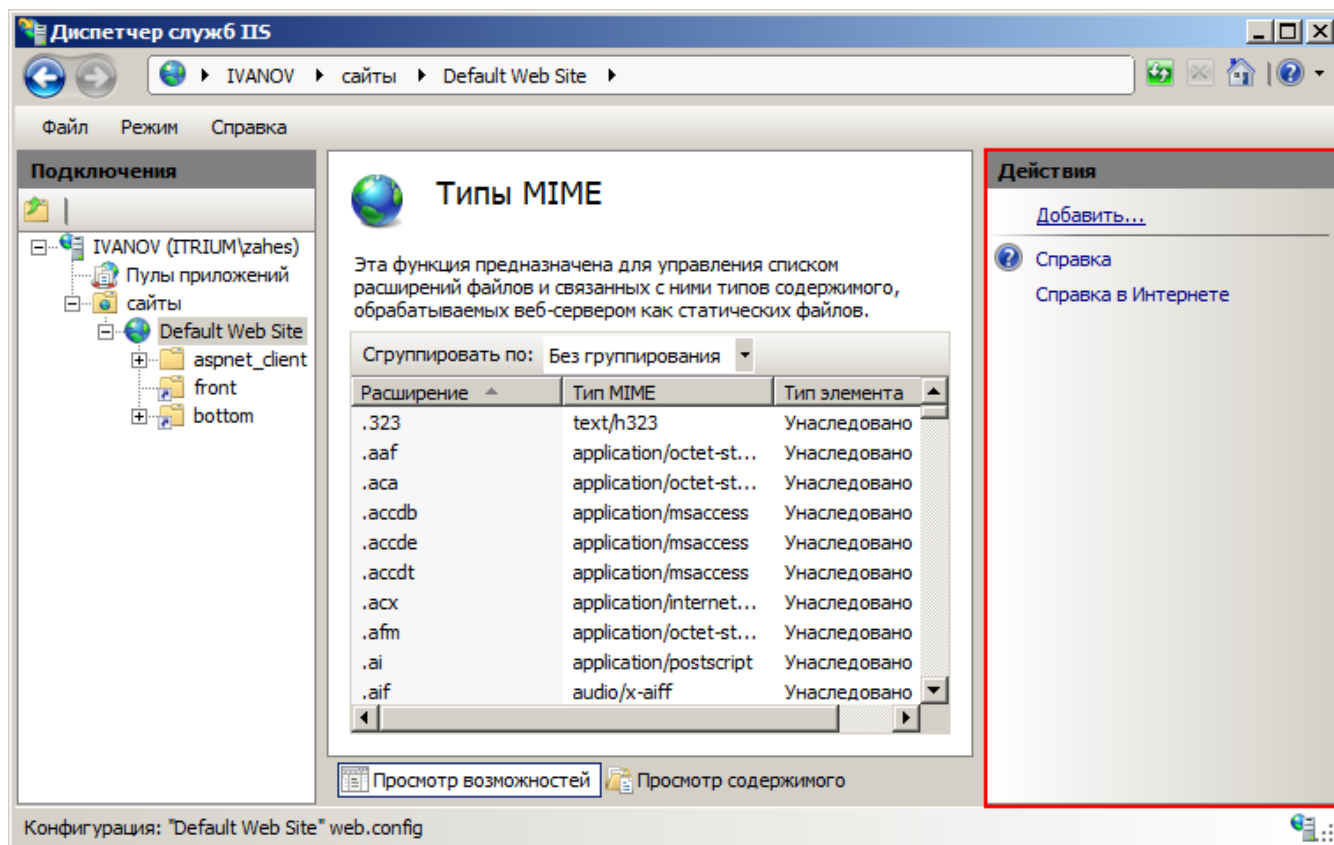 Диспетчер служб IIS
IVANOV сайты Default Web Site
Файл Режим Справка
Подключения
IVANOV (ITRIUM\zahes)
Пулы приложений
сайты
Default Web Site
aspnet_client
front
bottom
Типы MIME
Эта функция предназначена для управления списком
расширений файлов и связанных с ними типов содержимого,
обрабатываемых веб-сервером как статических файлов.
Сгруппировать по: Без группирования
Расширение Тип MIME Тип элемента
.323 text/h323 Унаследовано
.aaf application/octet-st... Унаследовано
.aca application/octet-st... Унаследовано
.accdb application/msaccess Унаследовано
.accde application/msaccess Унаследовано
.accdt application/msaccess Унаследовано
.acx application/internet... Унаследовано
.afm application/octet-st... Унаследовано
.ai application/postscript Унаследовано
.aif audio/x-aiff Унаследовано
Просмотр возможностей Просмотр содержимого
Действия
Добавить...
Справка
Справка в Интернете
Конфигурация: "Default Web Site" web.config